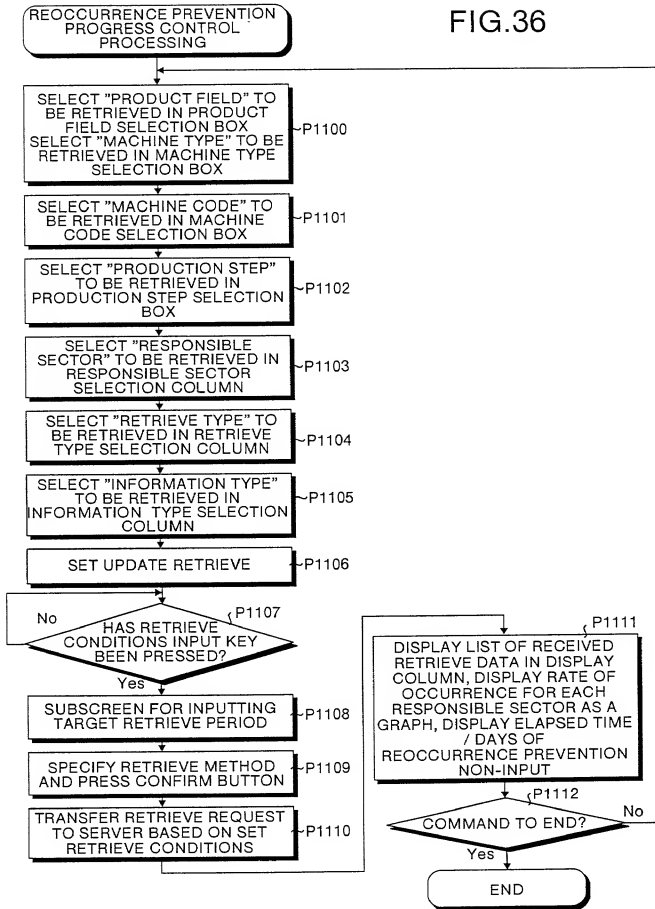 REOCCURRENCE PREVENTION
PROGRESS CONTROL
PROCESSING
FIG.36
SELECT "PRODUCT FIELD" TO
BE RETRIEVED IN PRODUCT
FIELD SELECTION BOX
SELECT "MACHINE TYPE" TO BE
RETRIEVED IN MACHINE TYPE
SELECTION BOX
P1100
SELECT "MACHINE CODE" TO
BE RETRIEVED IN MACHINE
CODE SELECTION BOX
P1101
SELECT "PRODUCTION STEP"
TO BE RETRIEVED IN
PRODUCTION STEP SELECTION
BOX
P1102
SELECT "RESPONSIBLE
SECTOR" TO BE RETRIEVED IN
RESPONSIBLE SECTOR
SELECTION COLUMN
P1103
SELECT "RETRIEVE TYPE" TO
BE RETRIEVED IN RETRIEVE
TYPE SELECTION COLUMN
P1104
SELECT "INFORMATION TYPE"
TO BE RETRIEVED IN
INFORMATION TYPE SELECTION
COLUMN
P1105
SET UPDATE RETRIEVE
P1106
No
P1107
HAS RETRIEVE
CONDITIONS INPUT KEY
BEEN PRESSED?
Yes
SUBSCREEN FOR INPUTTING
TARGET RETRIEVE PERIOD
P1108
SPECIFY RETRIEVE METHOD
AND PRESS CONFIRM BUTTON
P1109
TRANSFER RETRIEVE REQUEST
TO SERVER BASED ON SET
RETRIEVE CONDITIONS
P1110
P1111
DISPLAY LIST OF RECEIVED
RETRIEVE DATA IN DISPLAY
COLUMN, DISPLAY RATE OF
OCCURRENCE FOR EACH
RESPONSIBLE SECTOR AS A
GRAPH, DISPLAY ELAPSED TIME
/ DAYS OF
REOCCURRENCE PREVENTION
NON-INPUT
P1112
COMMAND TO END?
No
Yes
END